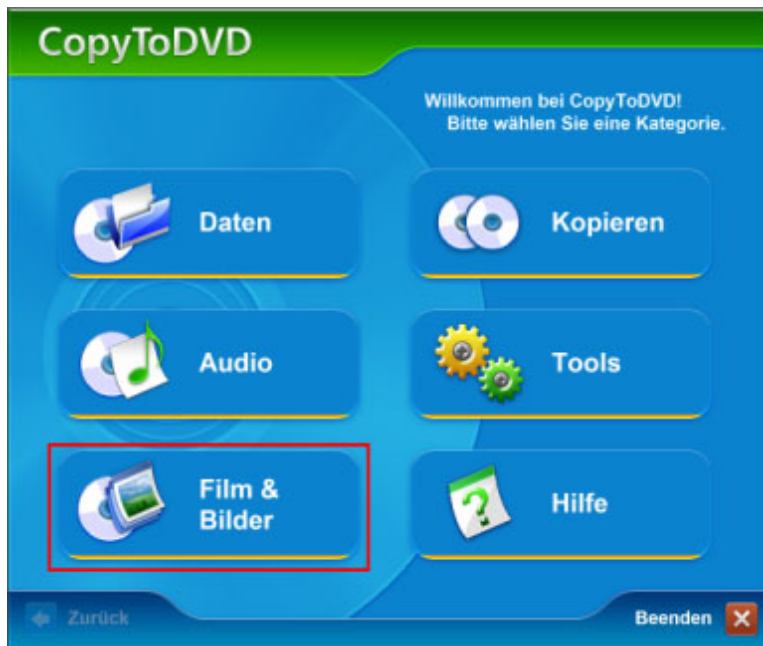 CopyToDVD
Willkommen bei CopyToDVD!
Bitte wählen Sie eine Kategorie.
Daten
Kopieren
Audio
Tools
Film &
Bilder
Hilfe
Zurück
Beenden